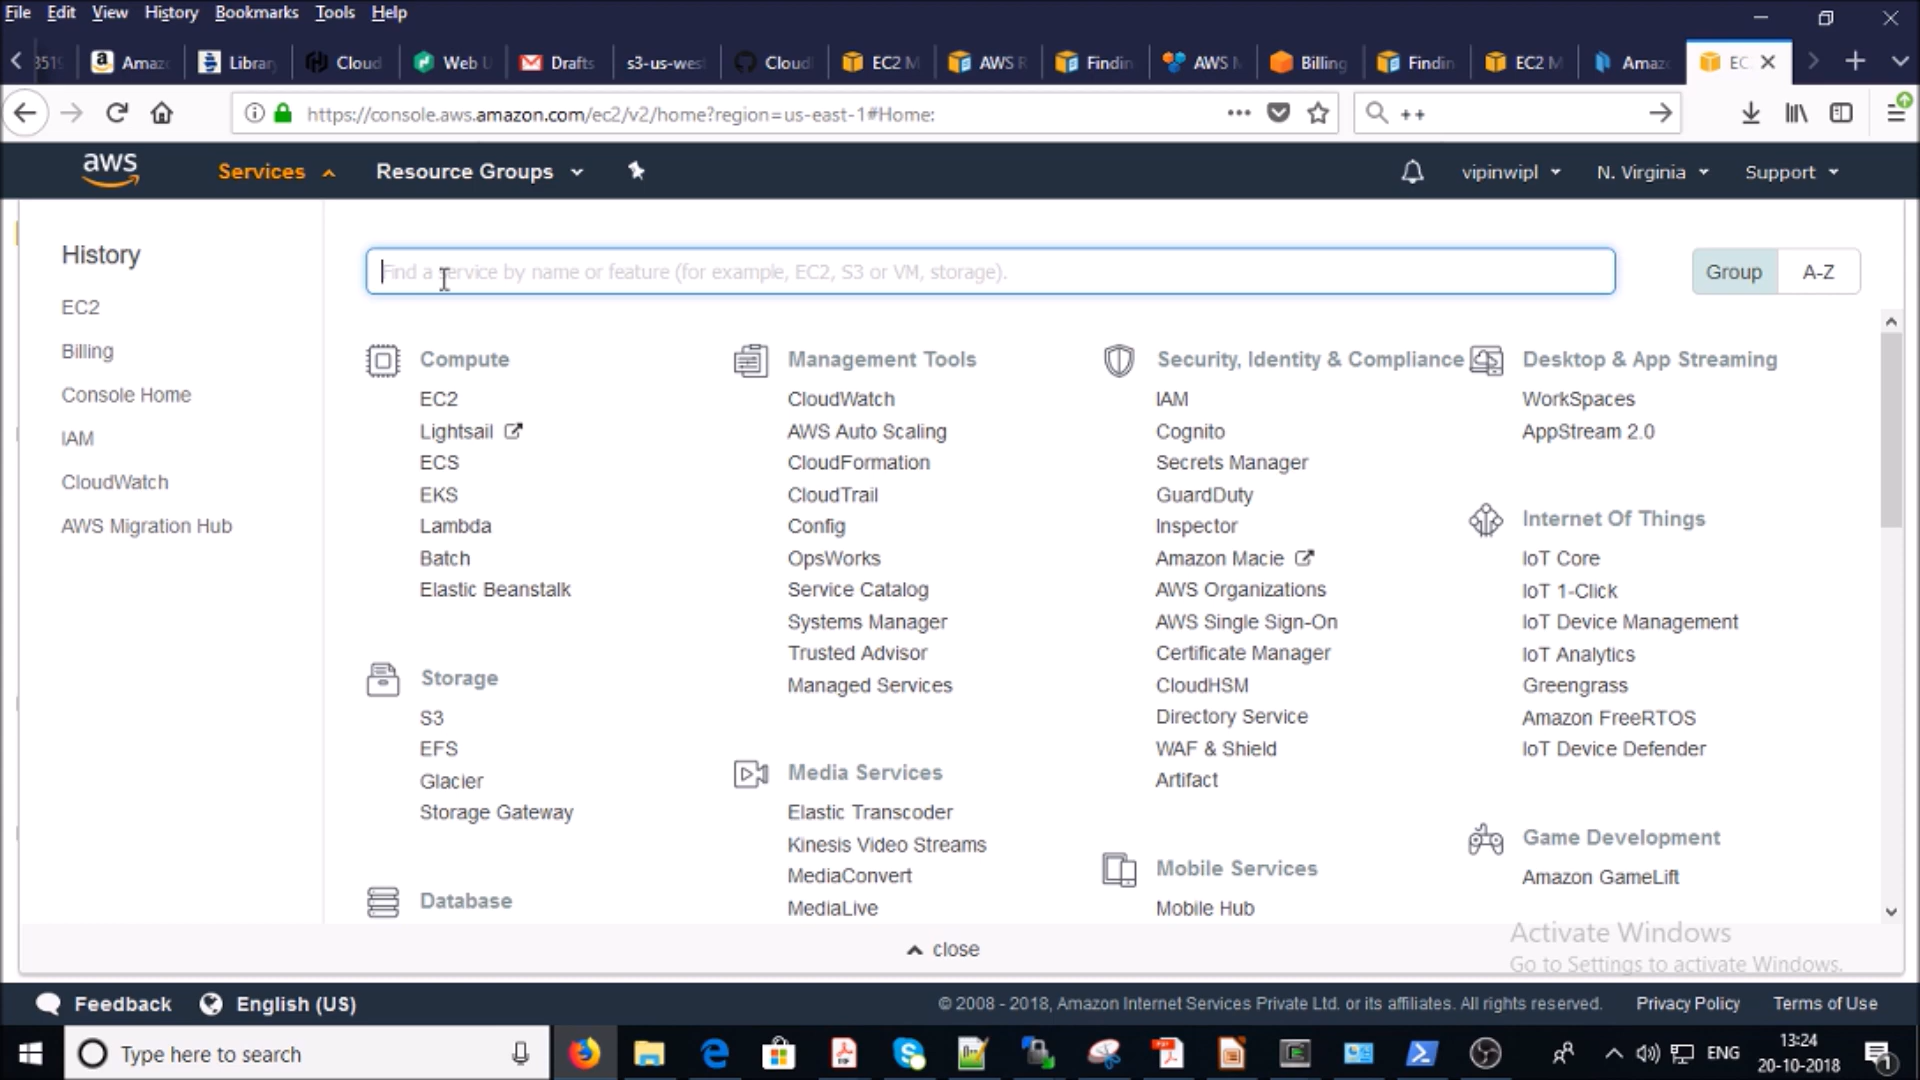 File Edit View History Bookmarks Tools Help
3519 Amaz Librar Cloud Web U Drafts s3-us-wes Cloud EC2 M AWS R Findin AWS M Billing Findin EC2 M Amaz EC
https://console.aws.amazon.com/ec2/v2/home?region=us-east-1#Home:
++
aws Services Resource Groups vipinwipl N. Virginia Support
History
EC2
Billing
Console Home
IAM
CloudWatch
AWS Migration Hub
Find a service by name or feature (for example, EC2, S3 or VM, storage).
Group A-Z
Compute
EC2
Lightsail
ECS
EKS
Lambda
Batch
Elastic Beanstalk
Storage
S3
EFS
Glacier
Storage Gateway
Database
Management Tools
CloudWatch
AWS Auto Scaling
CloudFormation
CloudTrail
Config
OpsWorks
Service Catalog
Systems Manager
Trusted Advisor
Managed Services
Media Services
Elastic Transcoder
Kinesis Video Streams
MediaConvert
MediaLive
Security, Identity & Compliance
IAM
Cognito
Secrets Manager
GuardDuty
Inspector
Amazon Macie
AWS Organizations
AWS Single Sign-On
Certificate Manager
CloudHSM
Directory Service
WAF & Shield
Artifact
Mobile Services
Mobile Hub
Desktop & App Streaming
WorkSpaces
AppStream 2.0
Internet Of Things
IoT Core
IoT 1-Click
IoT Device Management
IoT Analytics
Greengrass
Amazon FreeRTOS
IoT Device Defender
Game Development
Amazon GameLift
close
Activate Windows
Go to Settings to activate Windows.
Feedback English (US) © 2008 - 2018, Amazon Internet Services Private Ltd. or its affiliates. All rights reserved. Privacy Policy Terms of Use
Type here to search
ENG
13:24
20-10-2018
1